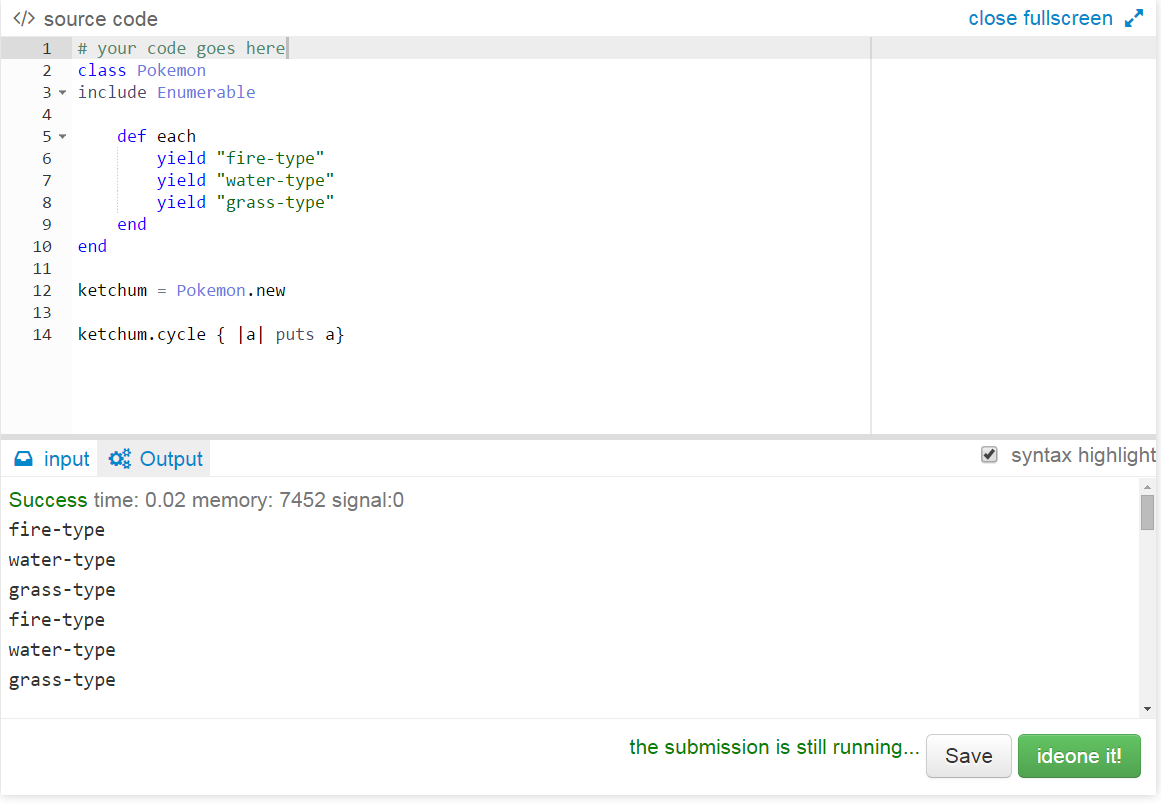 </> source code
close fullscreen
1 # your code goes here
2 class Pokemon
3 include Enumerable
4
5 def each
6 yield "fire-type"
7 yield "water-type"
8 yield "grass-type"
9 end
10 end
11
12 ketchum = Pokemon.new
13
14 ketchum.cycle { |a| puts a}
input Output
syntax highlight
Success time: 0.02 memory: 7452 signal:0
fire-type
water-type
grass-type
fire-type
water-type
grass-type
the submission is still running... Save ideone it!